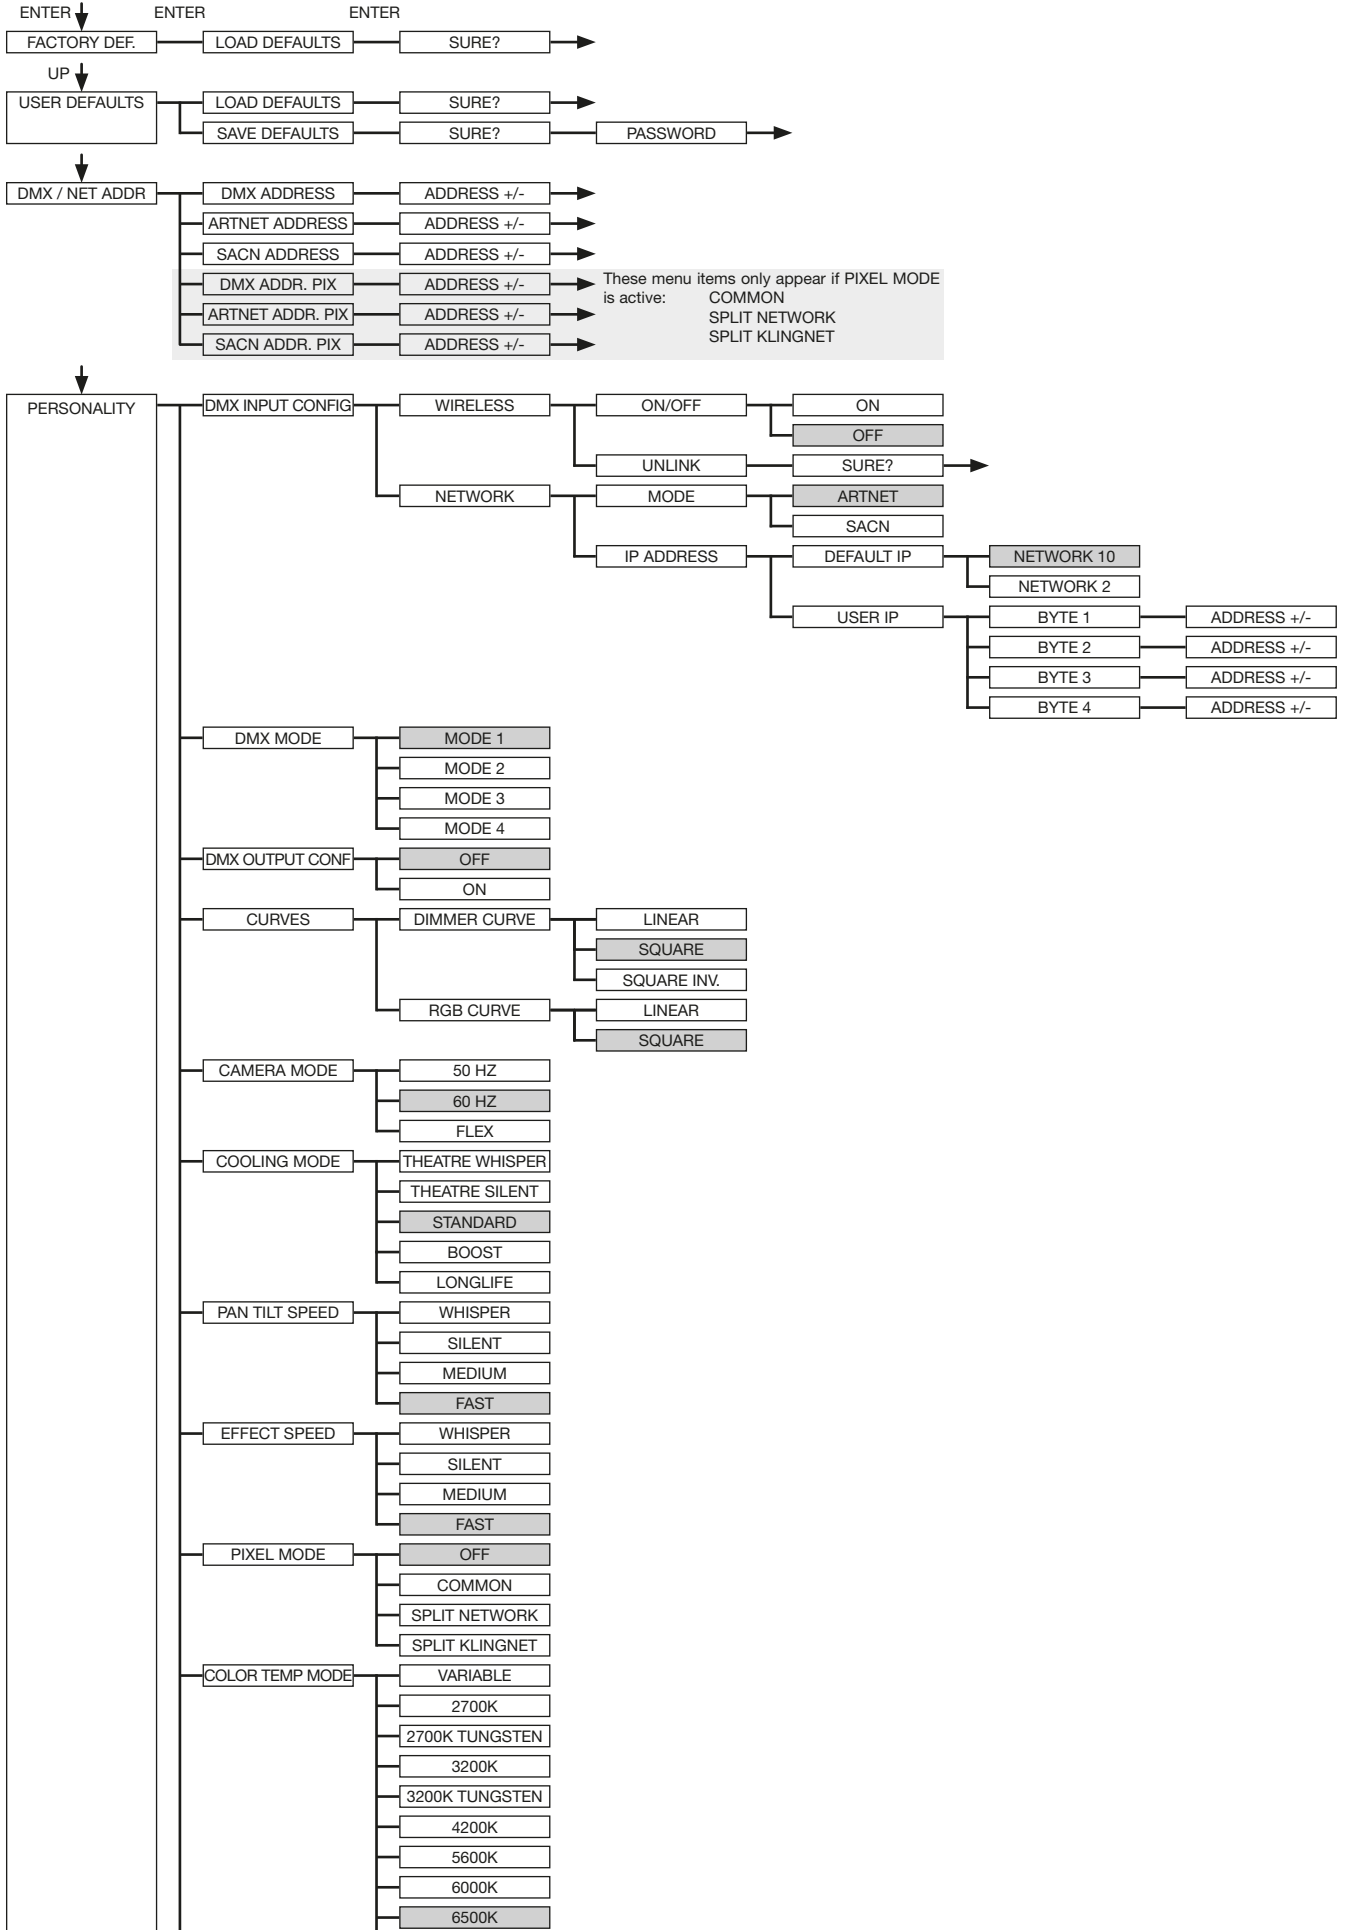 ENTER ENTER ENTER
FACTORY DEF. LOAD DEFAULTS SURE?
UP
USER DEFAULTS LOAD DEFAULTS SURE?
SAVE DEFAULTS SURE? PASSWORD
DMX / NET ADDR DMX ADDRESS ADDRESS +/-
ARTNET ADDRESS ADDRESS +/-
SACN ADDRESS ADDRESS +/-
DMX ADDR. PIX ADDRESS +/- These menu items only appear if PIXEL MODE
is active: COMMON
ARTNET ADDR. PIX ADDRESS +/- SPLIT NETWORK
SACN ADDR. PIX ADDRESS +/- SPLIT KLINGNET
PERSONALITY DMX INPUT CONFIG WIRELESS ON/OFF ON
OFF
UNLINK SURE?
NETWORK MODE ARTNET
SACN
IP ADDRESS DEFAULT IP NETWORK 10
NETWORK 2
USER IP BYTE 1 ADDRESS +/-
BYTE 2 ADDRESS +/-
BYTE 3 ADDRESS +/-
BYTE 4 ADDRESS +/-
DMX MODE MODE 1
MODE 2
MODE 3
MODE 4
DMX OUTPUT CONF OFF
ON
CURVES DIMMER CURVE LINEAR
SQUARE
SQUARE INV.
RGB CURVE LINEAR
SQUARE
CAMERA MODE 50 HZ
60 HZ
FLEX
COOLING MODE THEATRE WHISPER
THEATRE SILENT
STANDARD
BOOST
LONGLIFE
PAN TILT SPEED WHISPER
SILENT
MEDIUM
FAST
EFFECT SPEED WHISPER
SILENT
MEDIUM
FAST
PIXEL MODE OFF
COMMON
SPLIT NETWORK
SPLIT KLINGNET
COLOR TEMP MODE VARIABLE
2700K
2700K TUNGSTEN
3200K
3200K TUNGSTEN
4200K
5600K
6000K
6500K